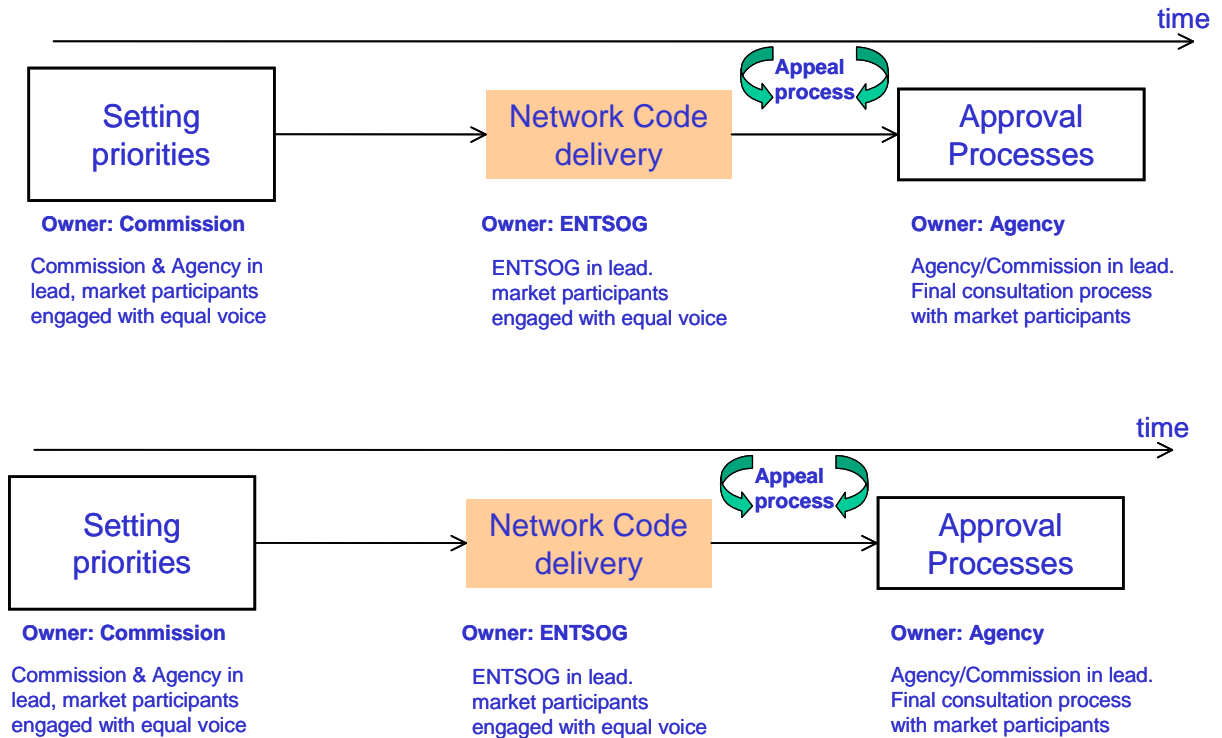 time
Appeal
process
Setting
priorities
Network Code
delivery
Approval
Processes
Owner: Commission
Commission & Agency in
lead, market participants
engaged with equal voice
Owner: ENTSOG
ENTSOG in lead.
market participants
engaged with equal voice
Owner: Agency
Agency/Commission in lead.
Final consultation process
with market participants
time
Appeal
process
Setting
priorities
Network Code
delivery
Approval
Processes
Owner: Commission
Commission & Agency in
lead, market participants
engaged with equal voice
Owner: ENTSOG
ENTSOG in lead.
market participants
engaged with equal voice
Owner: Agency
Agency/Commission in lead.
Final consultation process
with market participants